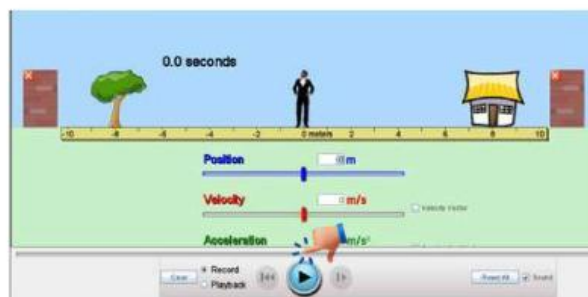 0.0 seconds
-10 -8 -6 -4 -2 0 meters 2 4 6 8 10
Position m
Velocity 0 m/s
Velocity Vector
Acceleration m/s²
Clear
Record
Playback
Reset All
Sound